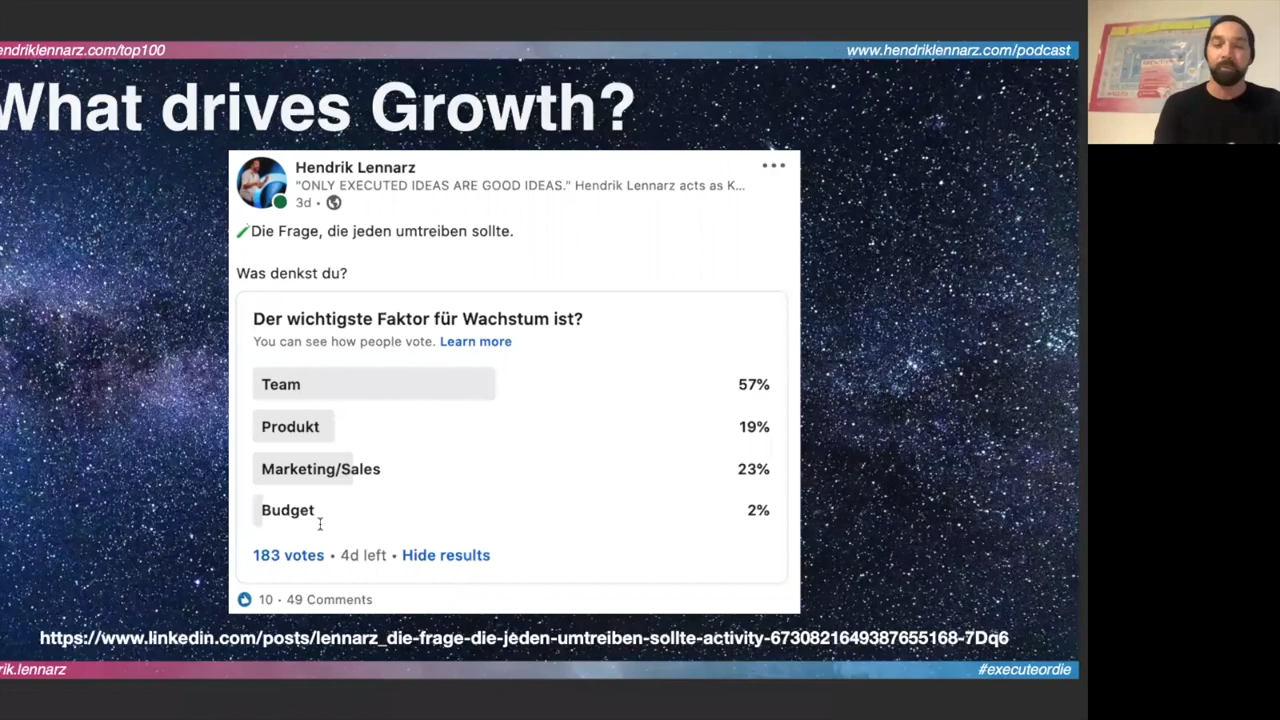 endriklennarz.com/top100
www.hendriklennarz.com/podcast
What drives Growth?
Hendrik Lennarz
"ONLY EXECUTED IDEAS ARE GOOD IDEAS." Hendrik Lennarz acts as K...
3d •
Die Frage, die jeden umtreiben sollte.
Was denkst du?
Der wichtigste Faktor für Wachstum ist?
You can see how people vote. Learn more
Team 57%
Produkt 19%
Marketing/Sales 23%
Budget 2%
183 votes • 4d left • Hide results
10 · 49 Comments
https://www.linkedin.com/posts/lennarz_die-frage-die-jeden-umtreiben-sollte-activity-6730821649387655168-7Dq6
rik.lennarz
#executeordie